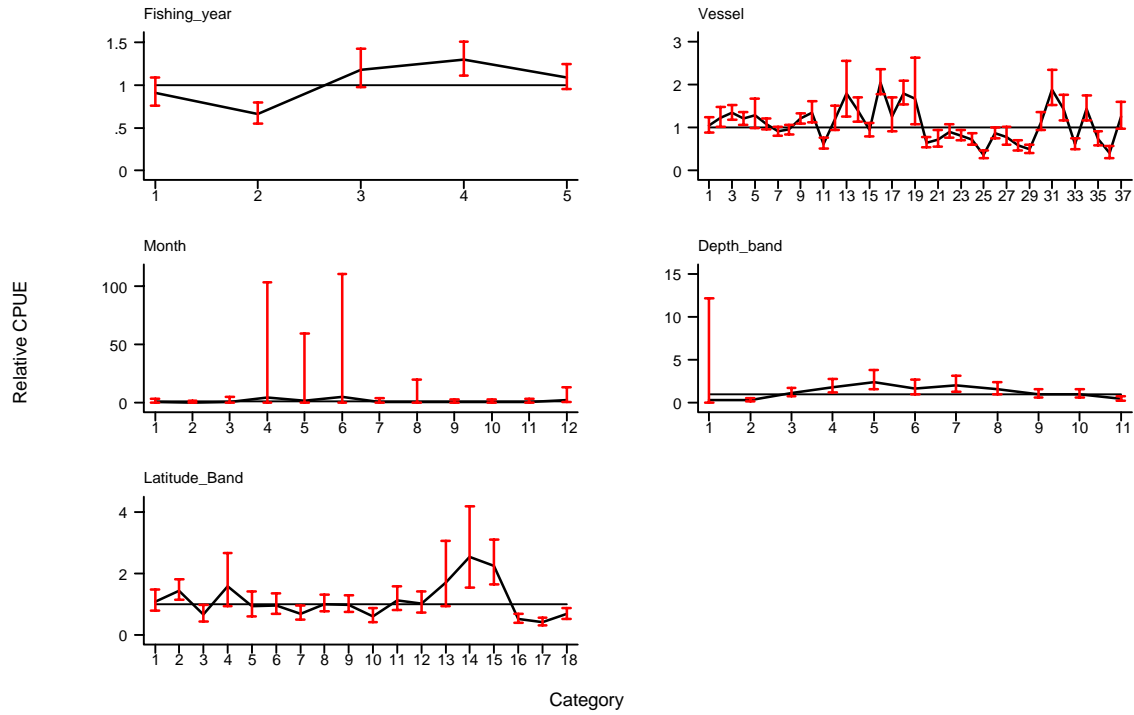 Fishing_year
1.5
1
.5
0
1 2 3 4 5
Vessel
3
2
1
0
1 3 5 7 9 11 13 15 17 19 21 23 25 27 29 31 33 35 37
Month
100
50
0
1 2 3 4 5 6 7 8 9 10 11 12
Depth_band
15
10
5
0
1 2 3 4 5 6 7 8 9 10 11
Relative CPUE
Latitude_Band
4
2
0
1 2 3 4 5 6 7 8 9 10 11 12 13 14 15 16 17 18
Category